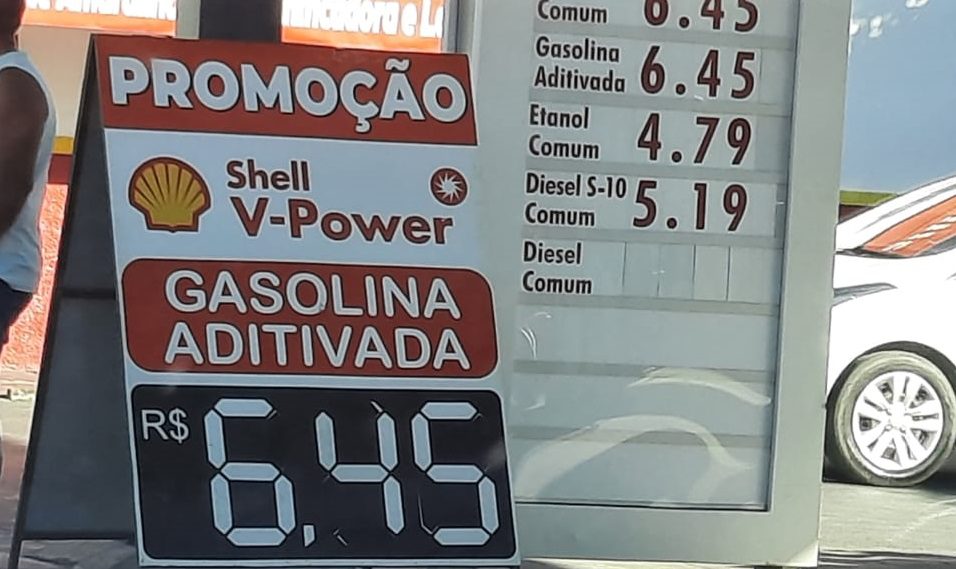 PROMOÇÃO
Shell
V-Power
GASOLINA
ADITIVADA
R$ 6,45
Comum 6.45
Gasolina
Aditivada 6.45
Etanol
Comum 4.79
Diesel S-10
Comum 5.19
Diesel
Comum